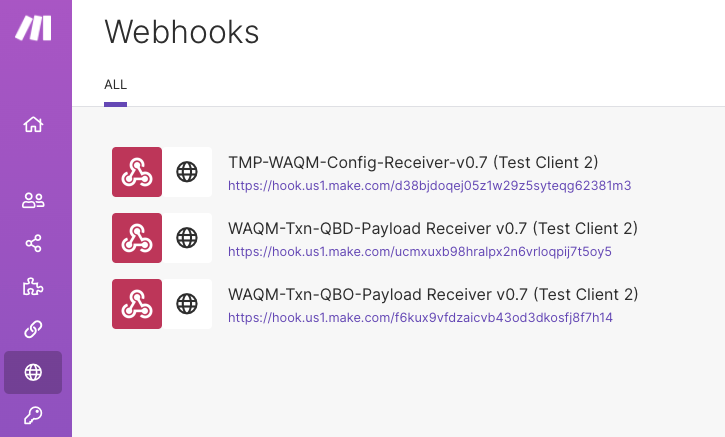 Webhooks
ALL
TMP-WAQM-Config-Receiver-v0.7 (Test Client 2)
https://hook.us1.make.com/d38bjdoqej05z1w29z5syteqg62381m3
WAQM-Txn-QBD-Payload Receiver v0.7 (Test Client 2)
https://hook.us1.make.com/ucmxuxb98hralpx2n6vrloqpij7t5oy5
WAQM-Txn-QBO-Payload Receiver v0.7 (Test Client 2)
https://hook.us1.make.com/f6kux9vfdzaicvb43od3dkosfj8f7h14